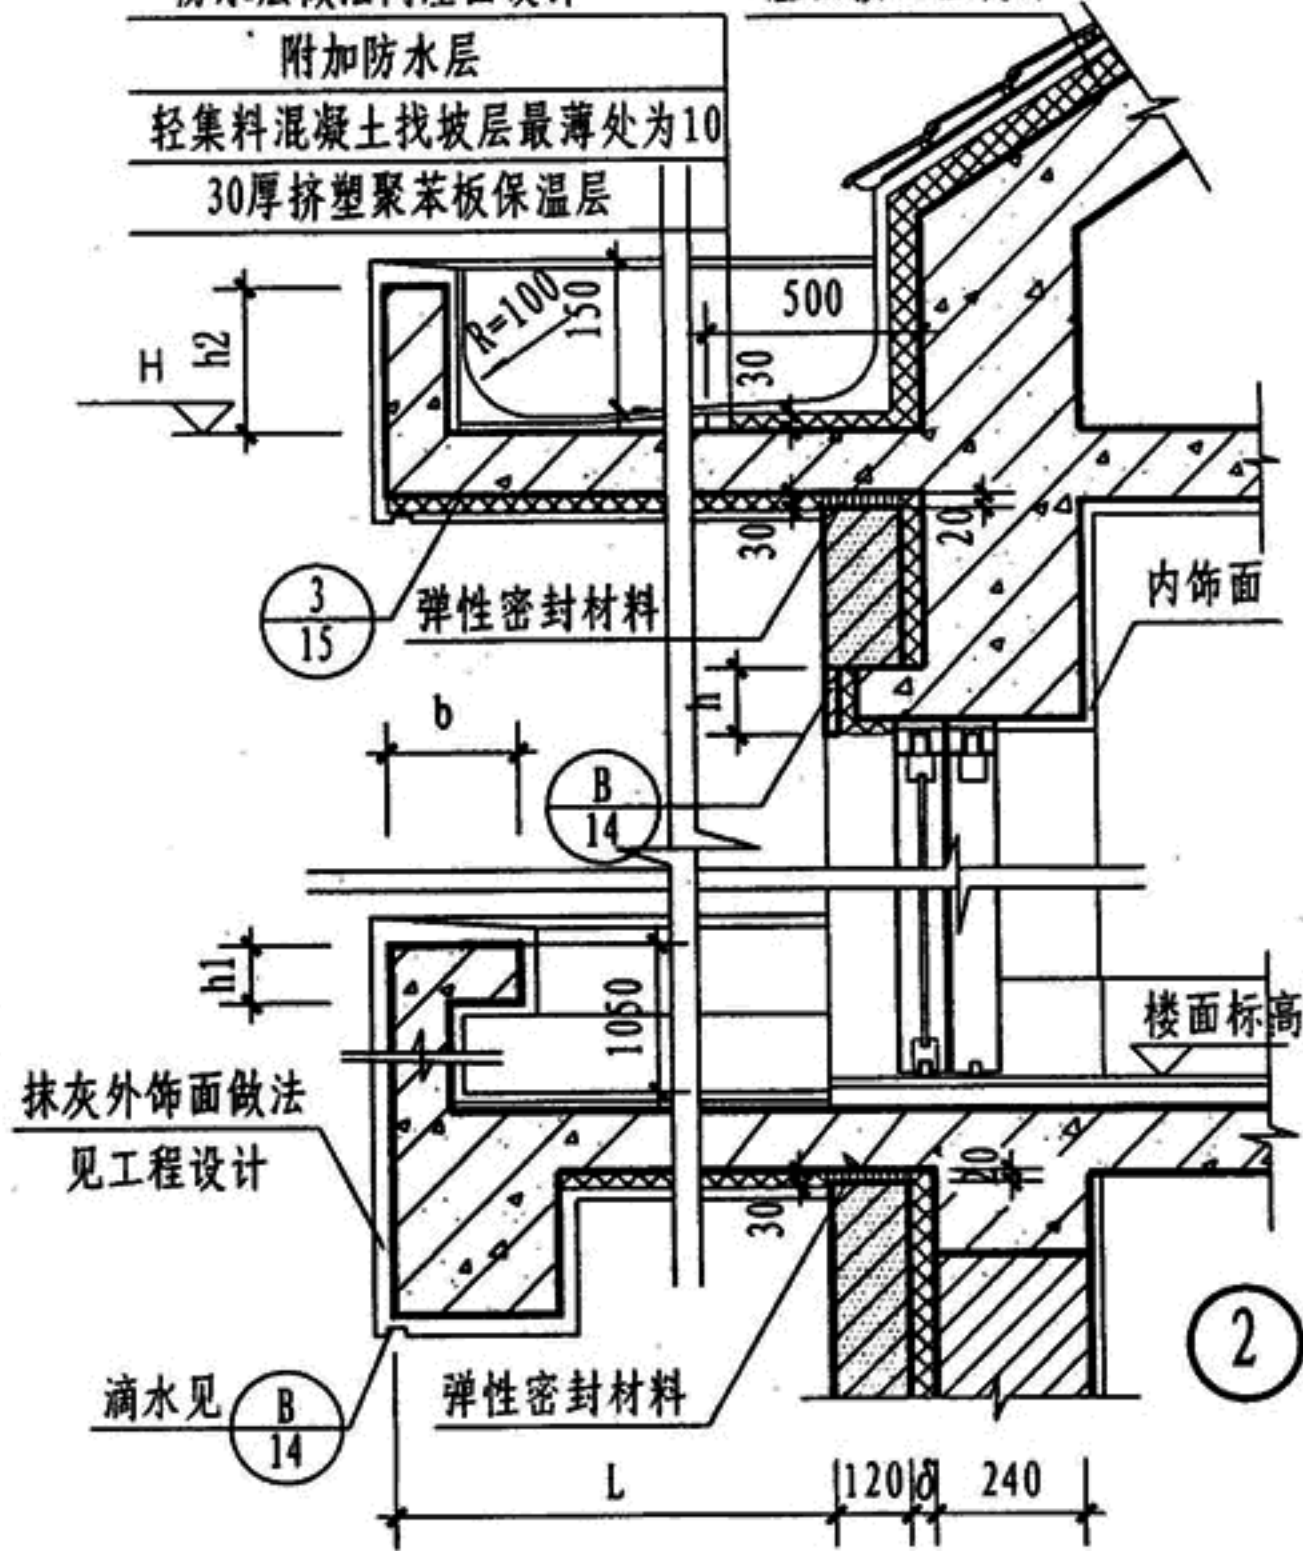 附加防水层
轻集料混凝土找坡层最薄处为10
30厚挤塑聚苯板保温层
R=100
150
500
30
h2
H
30
20
3
15
弹性密封材料
内饰面
h
b
B
14
h1
1050
楼面标高
抹灰外饰面做法
见工程设计
20
30
2
滴水见
B
14
弹性密封材料
L
120
δ
240